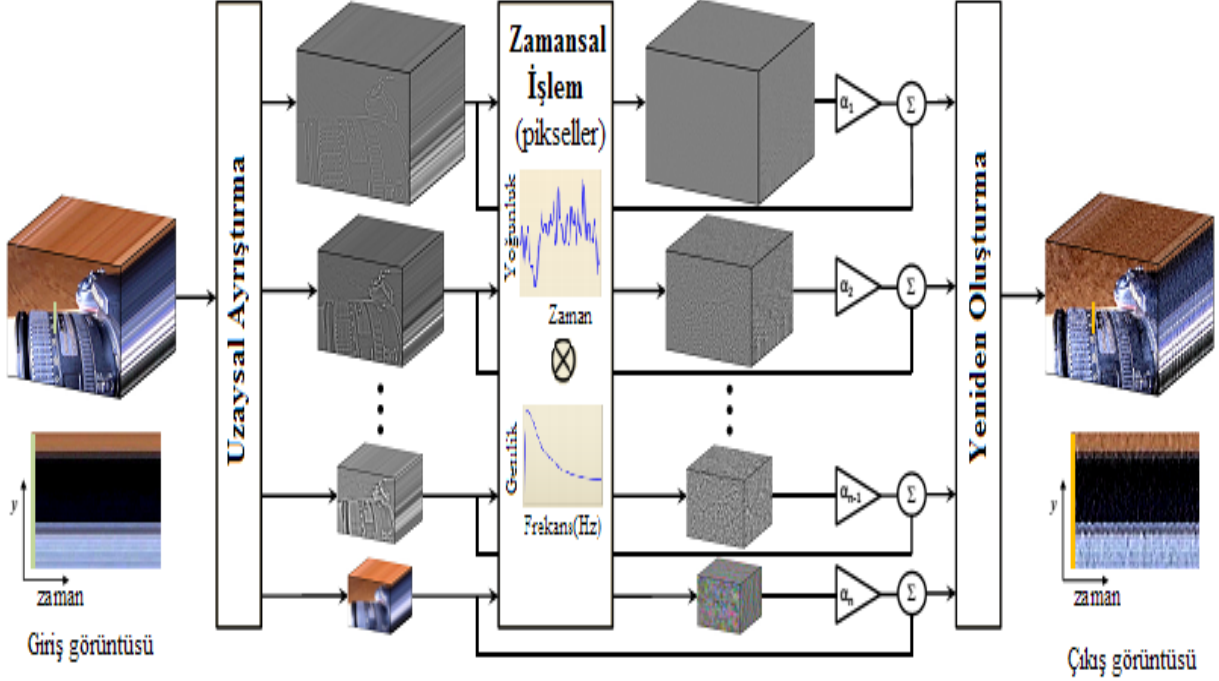 Zamansal
İşlem
(pikseller)
Yoğunluk
Zaman
Genlik
Frekans(Hz)
Uzaysal Ayrıştırma
Yeniden Oluşturma
α1
Σ
α2
Σ
αn-1
Σ
αn
Σ
y
zaman
Giriş görüntüsü
y
zaman
Çıkış görüntüsü